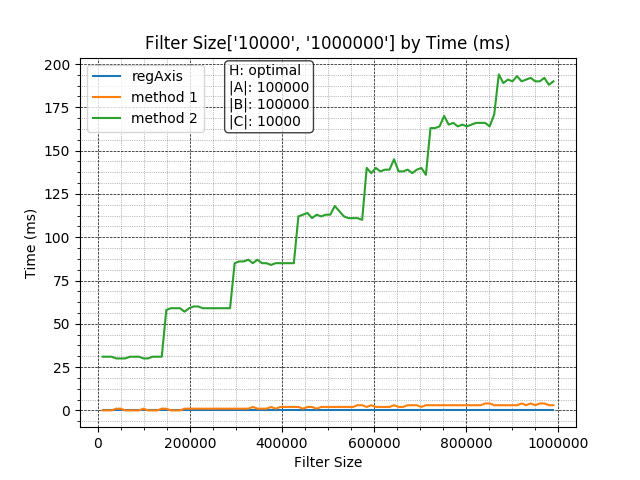 Filter Size['10000', '1000000'] by Time (ms)
regAxis
method 1
method 2
H: optimal
|A|: 100000
|B|: 100000
|C|: 10000
200
175
150
125
100
75
50
25
0
Time (ms)
0 200000 400000 600000 800000 1000000
Filter Size